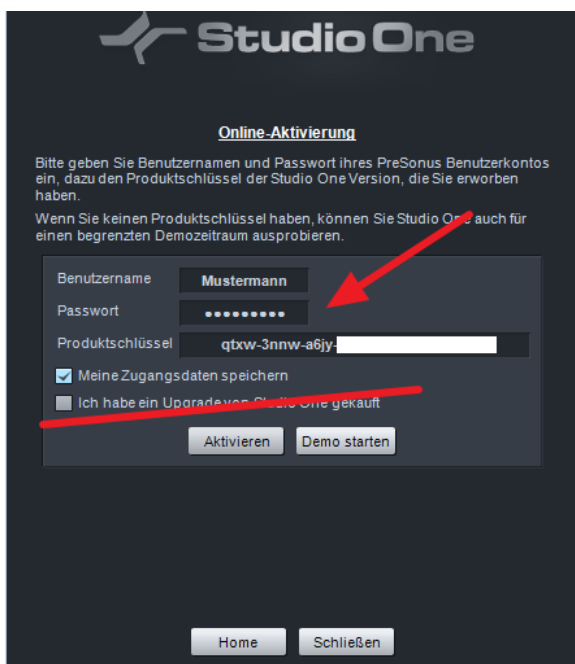 Studio One
Online-Aktivierung
Bitte geben Sie Benutzernamen und Passwort ihres PreSonus Benutzerkontos
ein, dazu den Produktschlüssel der Studio One Version, die Sie erworben
haben.
Wenn Sie keinen Produktschlüssel haben, können Sie Studio One auch für
einen begrenzten Demozeitraum ausprobieren.
Benutzername Mustermann
Passwort •••••••••
Produktschlüssel qtxw-3nnw-a6jy-
Meine Zugangsdaten speichern
Ich habe ein Upgrade von Studio One gekauft
Aktivieren Demo starten
Home Schließen